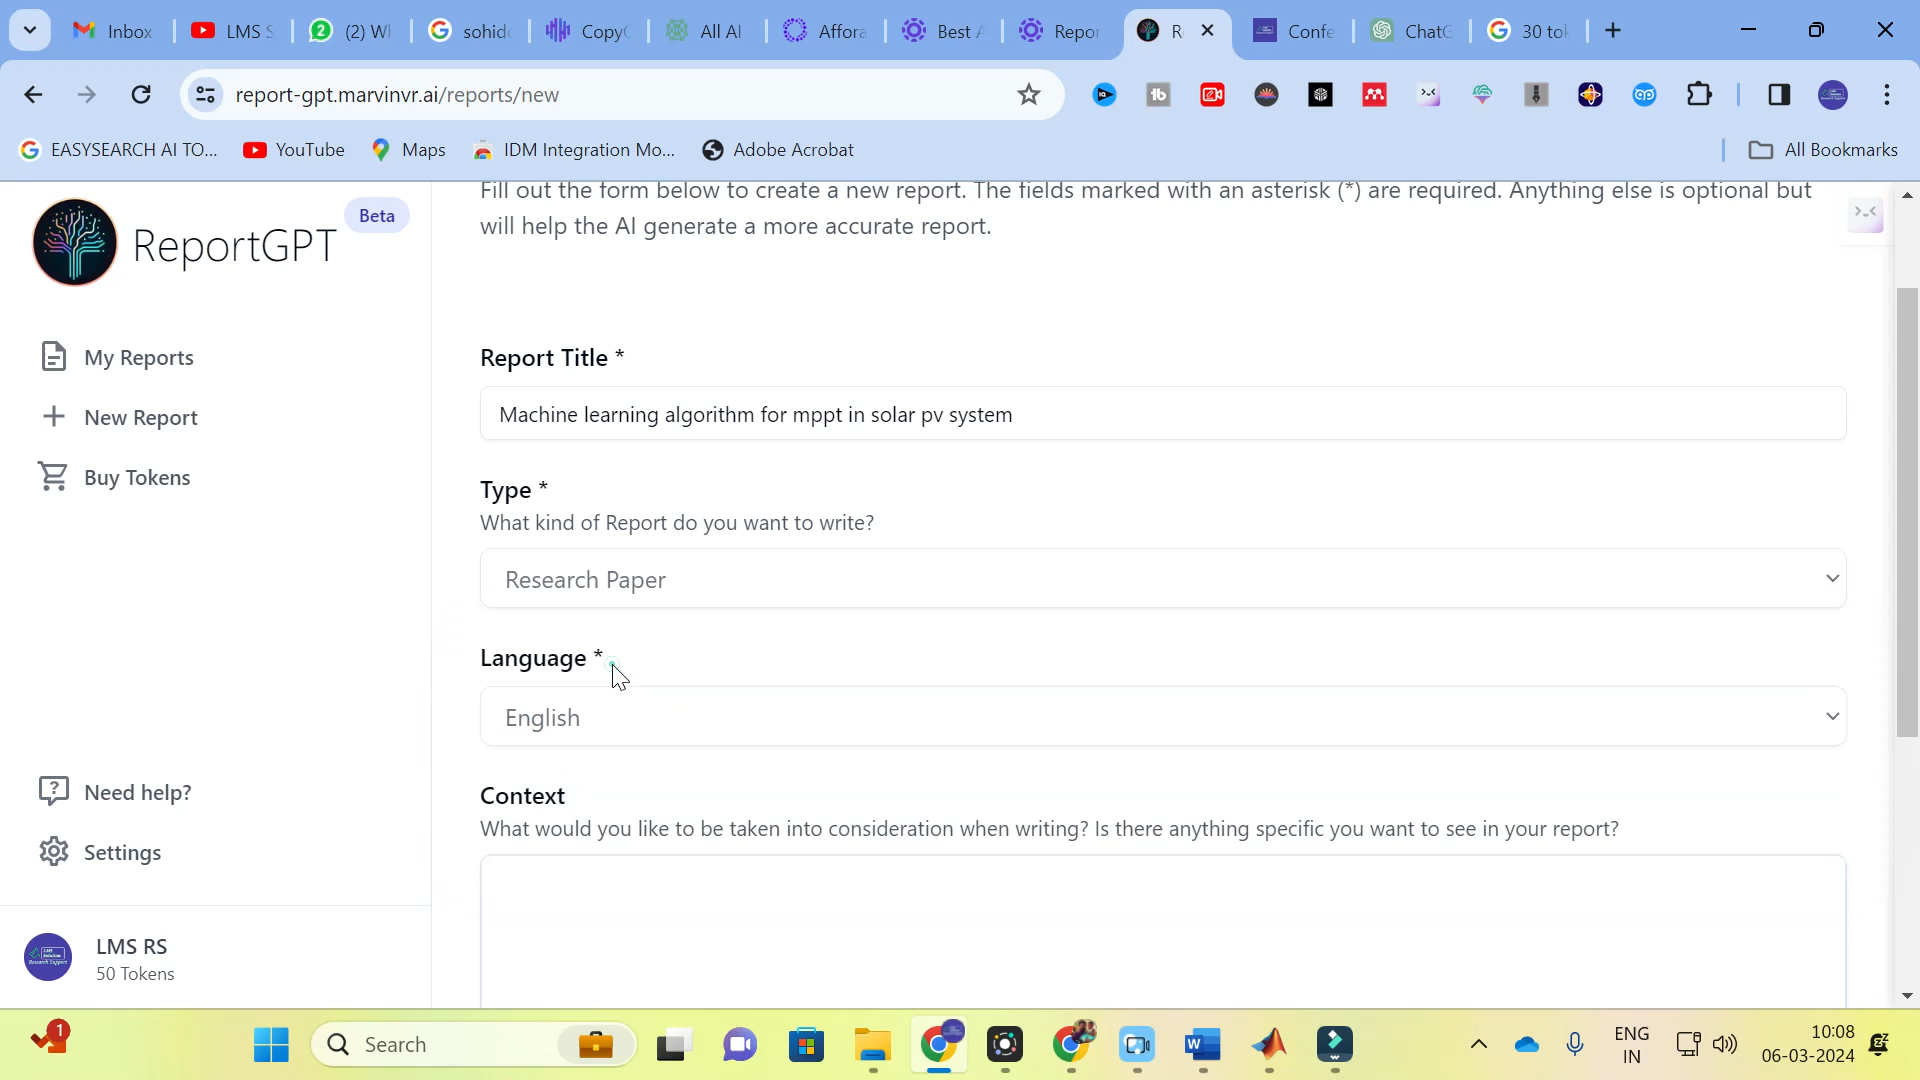 Inbox
LMS S
(2) W
sohid
Copy
All AI
Affora
Best A
Repor
R
Confe
ChatG
30 tok
report-gpt.marvinvr.ai/reports/new
EASYSEARCH AI TO...
YouTube
Maps
IDM Integration Mo...
Adobe Acrobat
All Bookmarks
ReportGPT
Beta
My Reports
New Report
Buy Tokens
Need help?
Settings
LMS RS
50 Tokens
Fill out the form below to create a new report. The fields marked with an asterisk (*) are required. Anything else is optional but
will help the AI generate a more accurate report.
Report Title *
Machine learning algorithm for mppt in solar pv system
Type *
What kind of Report do you want to write?
Research Paper
Language *
English
Context
What would you like to be taken into consideration when writing? Is there anything specific you want to see in your report?
1
Search
ENG
IN
10:08
06-03-2024